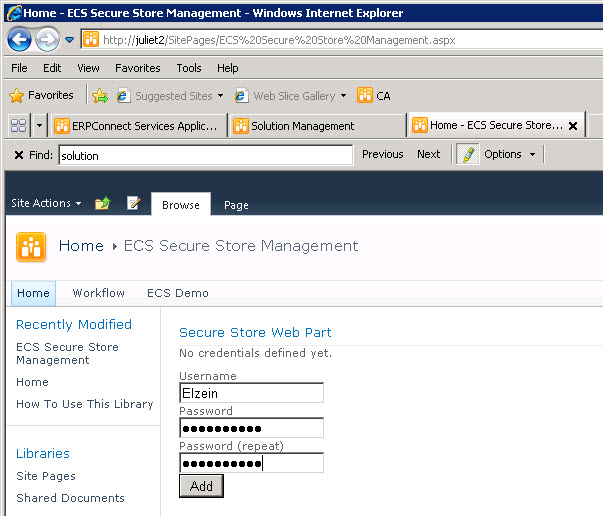 Home - ECS Secure Store Management - Windows Internet Explorer
http://juliet2/SitePages/ECS%20Secure%20Store%20Management.aspx
File Edit View Favorites Tools Help
Favorites Suggested Sites Web Slice Gallery CA
ERPConnect Services Applic... Solution Management Home - ECS Secure Store...
Find: solution Previous Next Options
Site Actions Browse Page
Home ECS Secure Store Management
Home Workflow ECS Demo
Recently Modified
ECS Secure Store
Management
Home
How To Use This Library
Libraries
Site Pages
Shared Documents
Secure Store Web Part
No credentials defined yet.
Username
Elzein
Password
●●●●●●●●●●
Password (repeat)
●●●●●●●●●●
Add